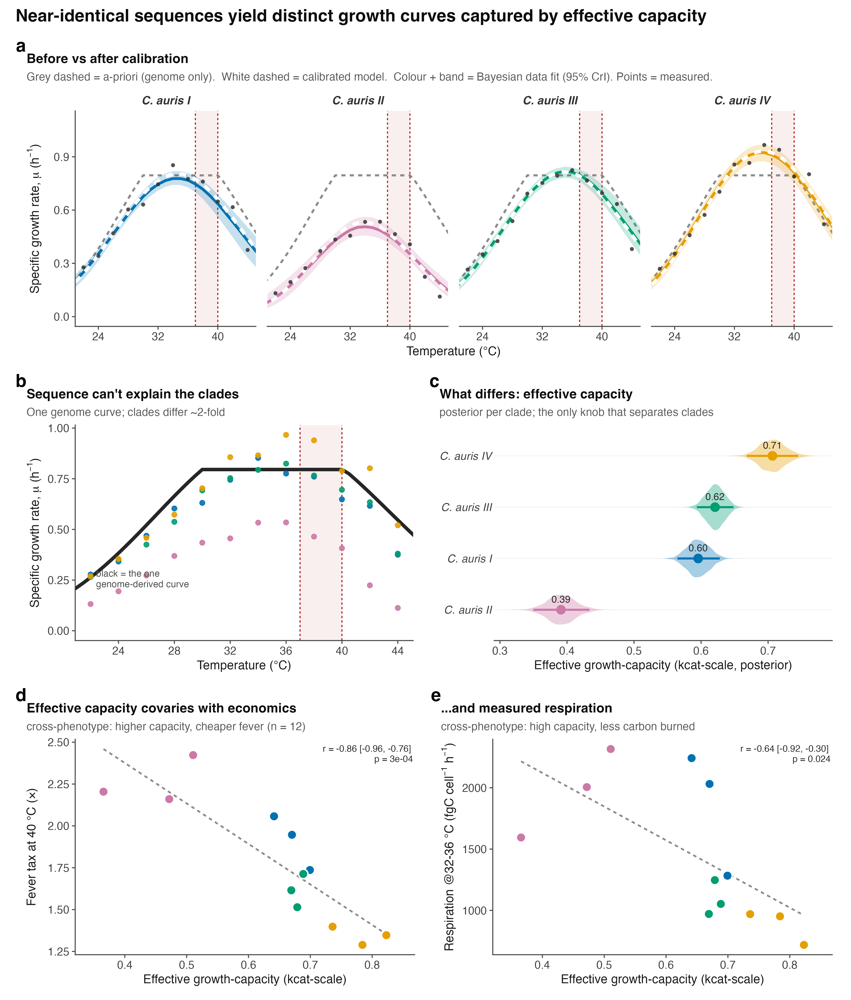 Near-identical sequences yield distinct growth curves captured by effective capacity
a
Before vs after calibration
Grey dashed = a-priori (genome only).  White dashed = calibrated model.  Colour + band = Bayesian data fit (95% CrI). Points = measured.
C. auris I
C. auris II
C. auris III
C. auris IV
Specific growth rate, μ (h⁻¹)
0.9
0.6
0.3
0.0
24 32 40
24 32 40
24 32 40
24 32 40
Temperature (°C)
b
Sequence can't explain the clades
One genome curve; clades differ ~2-fold
Specific growth rate, μ (h⁻¹)
1.00
0.75
0.50
0.25
0.00
black = the one
genome-derived curve
24 28 32 36 40 44
Temperature (°C)
c
What differs: effective capacity
posterior per clade; the only knob that separates clades
C. auris IV
0.71
C. auris III
0.62
C. auris I
0.60
C. auris II
0.39
0.3 0.4 0.5 0.6 0.7
Effective growth-capacity (kcat-scale, posterior)
d
Effective capacity covaries with economics
cross-phenotype: higher capacity, cheaper fever (n = 12)
r = -0.86 [-0.96, -0.76]
p = 3e-04
Fever tax at 40 °C (×)
2.50
2.25
2.00
1.75
1.50
1.25
0.4 0.5 0.6 0.7 0.8
Effective growth-capacity (kcat-scale)
e
...and measured respiration
cross-phenotype: high capacity, less carbon burned
r = -0.64 [-0.92, -0.30]
p = 0.024
Respiration @32-36 °C (fgC cell⁻¹ h⁻¹)
2000
1500
1000
0.4 0.5 0.6 0.7 0.8
Effective growth-capacity (kcat-scale)